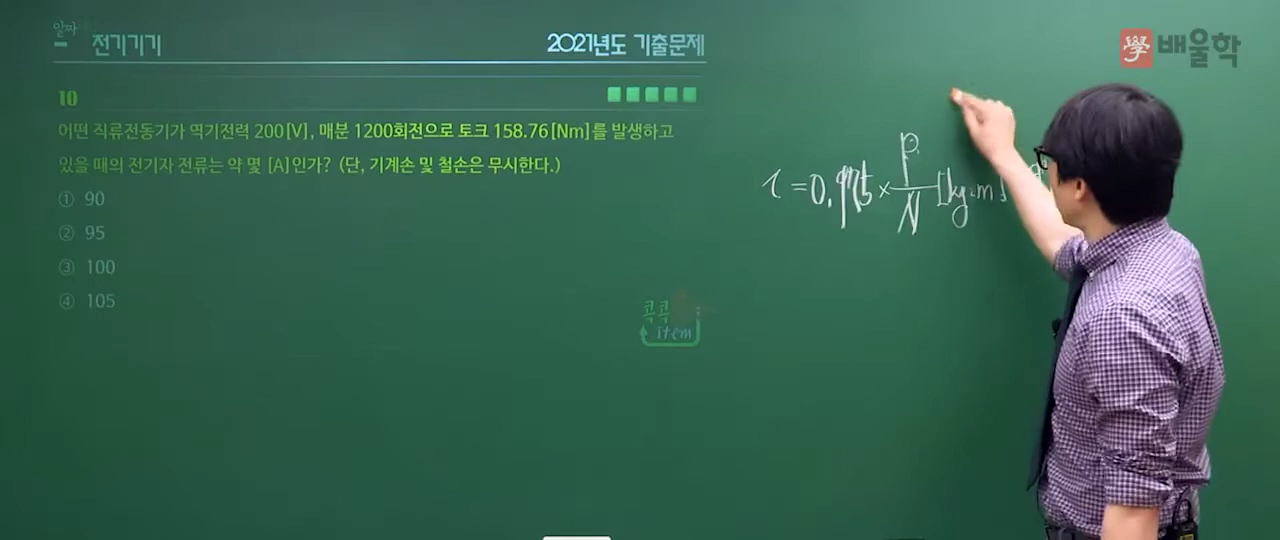 알짜
전기기기
2021년도 기출문제
學 배울학
10
어떤 직류전동기가 역기전력 200[V], 매분 1200회전으로 토크 158.76[Nm]를 발생하고
있을 때의 전기자 전류는 약 몇 [A]인가? (단, 기계손 및 철손은 무시한다.)
① 90
② 95
③ 100
④ 105
τ = 0.975 × P/N [kg·m]
콕콕
item